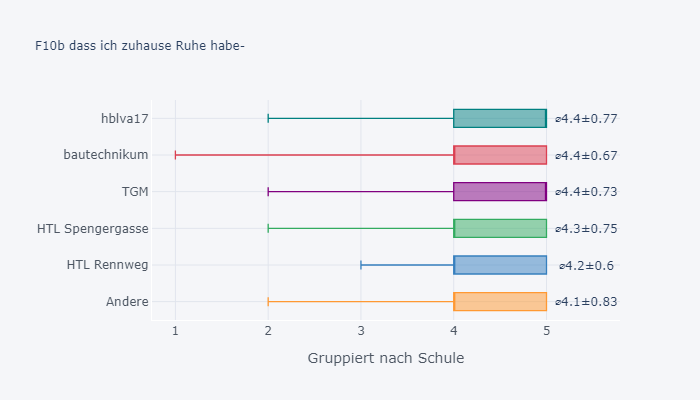 F10b dass ich zuhause Ruhe habe-
hblva17 ⌀4.4±0.77
bautechnikum ⌀4.4±0.67
TGM ⌀4.4±0.73
HTL Spengergasse ⌀4.3±0.75
HTL Rennweg ⌀4.2±0.6
Andere ⌀4.1±0.83
1 2 3 4 5
Gruppiert nach Schule